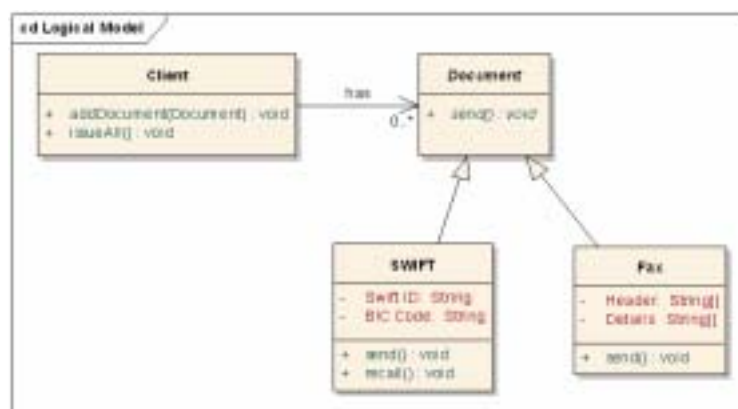 cd Logical Model
Client
+ addDocument(Document) : void
+ issueAll() : void
has
0..*
Document
+ send() : void
SWIFT
- Swift ID: String
- BIC Code: String
+ send() : void
+ recall() : void
Fax
- Header: String[]
- Details: String[]
+ send() : void